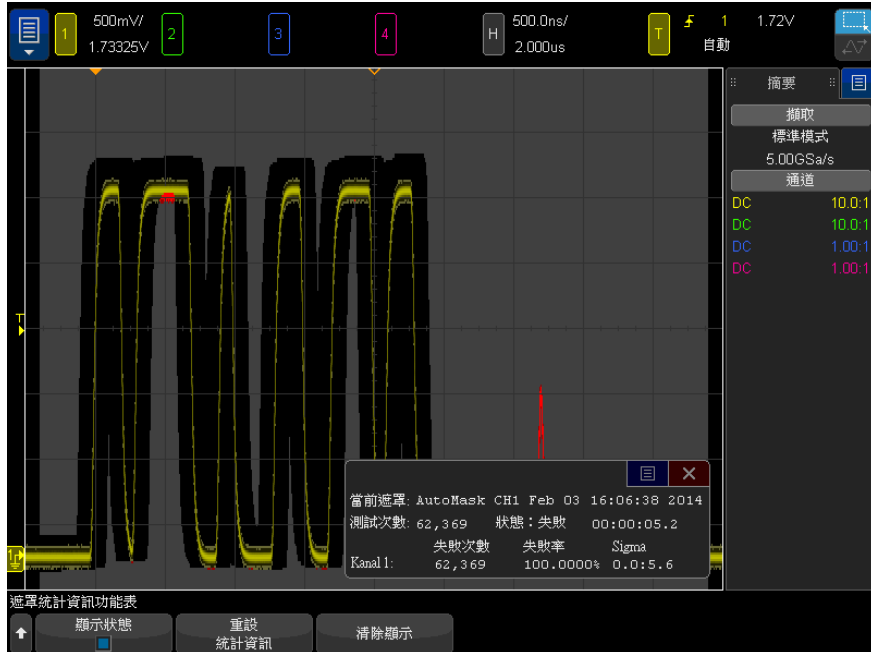 1 500mV/ 2 3 4 H 500.0ns/ T 1 1.72V
1.73325V 2.000us 自動
摘要
擷取
標準模式
5.00GSa/s
通道
DC 10.0:1
DC 10.0:1
DC 1.00:1
DC 1.00:1
T
1
當前遮罩: AutoMask CH1 Feb 03 16:06:38 2014
測試次數: 62,369 狀態：失敗 00:00:05.2
失敗次數 失敗率 Sigma
Kanal 1: 62,369 100.0000% 0.0:5.6
遮罩統計資訊功能表
顯示狀態
重設
統計資訊
清除顯示